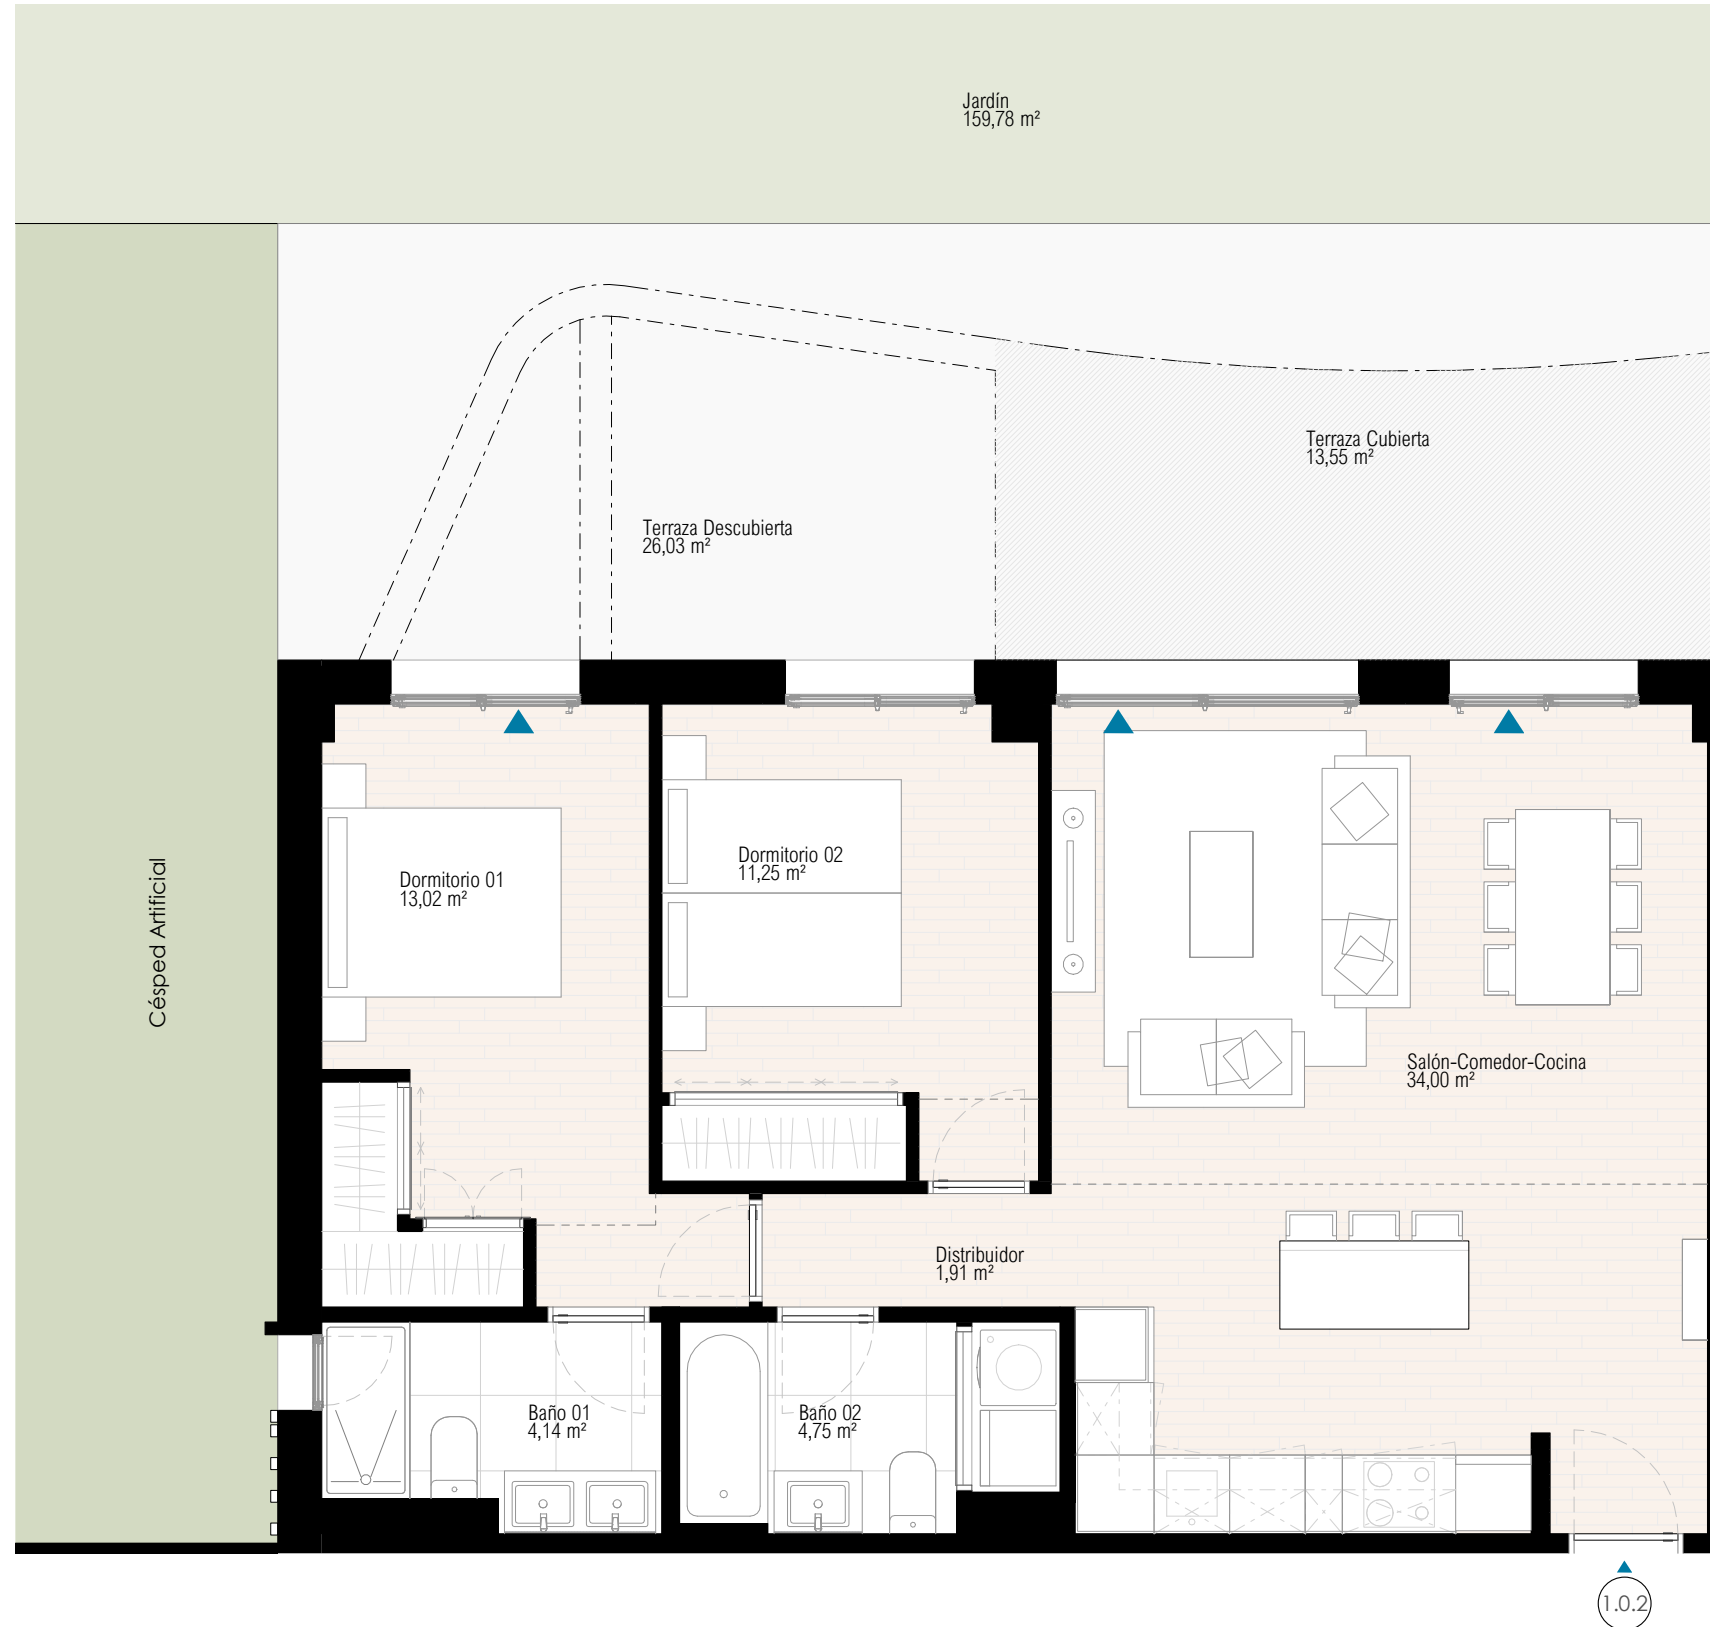 Jardín
159,78 m²
Terraza Cubierta
13,55 m²
Terraza Descubierta
26,03 m²
Dormitorio 01
13,02 m²
Dormitorio 02
11,25 m²
Césped Artificial
Salón-Comedor-Cocina
34,00 m²
Distribuidor
1,91 m²
Baño 01
4,14 m²
Baño 02
4,75 m²
1.0.2